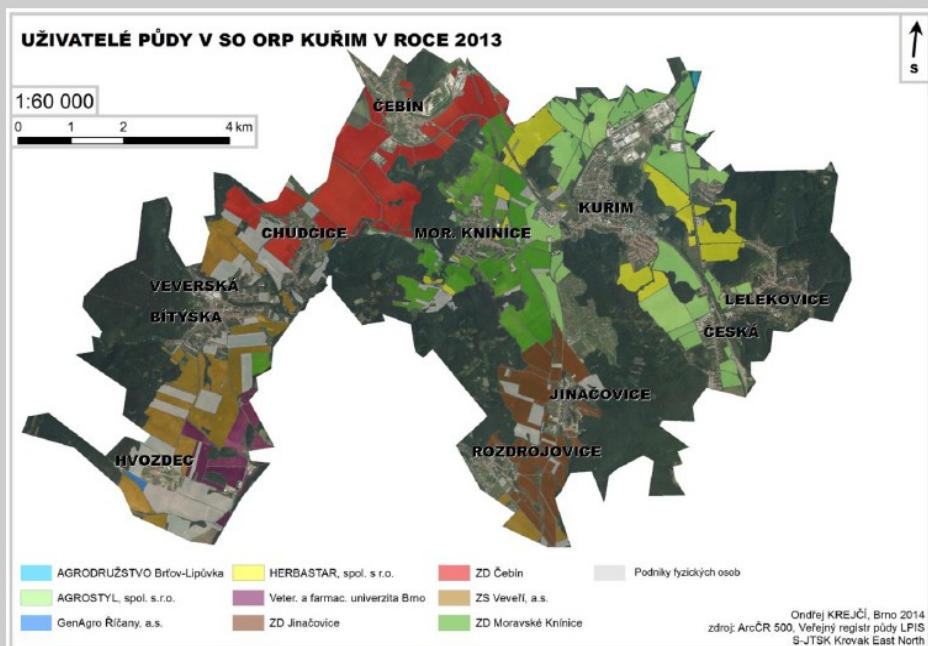 UŽIVATELÉ PŮDY V SO ORP KUŘIM V ROCE 2013
S
1:60 000
0 1 2 4 km
ČEBÍN
KUŘIM
CHUDČICE
MOR. KNÍNICE
VEVERSKÁ
BÍTÝŠKA
LELEKOVICE
ČESKÁ
JINAČOVICE
ROZDROJOVICE
HVOZDEC
AGRODRUŽSTVO Brťov-Lipůvka
HERBASTAR, spol. s r.o.
ZD Čebín
Podniky fyzických osob
AGROSTYL, spol. s.r.o.
Veter. a farmac. univerzita Brno
ZS Veveří, a.s.
GenAgro Říčany, a.s.
ZD Jinačovice
ZD Moravské Knínice
Ondřej KREJČÍ, Brno 2014
zdroj: ArcČR 500, Veřejný registr půdy LPIS
S-JTSK Krovak East North